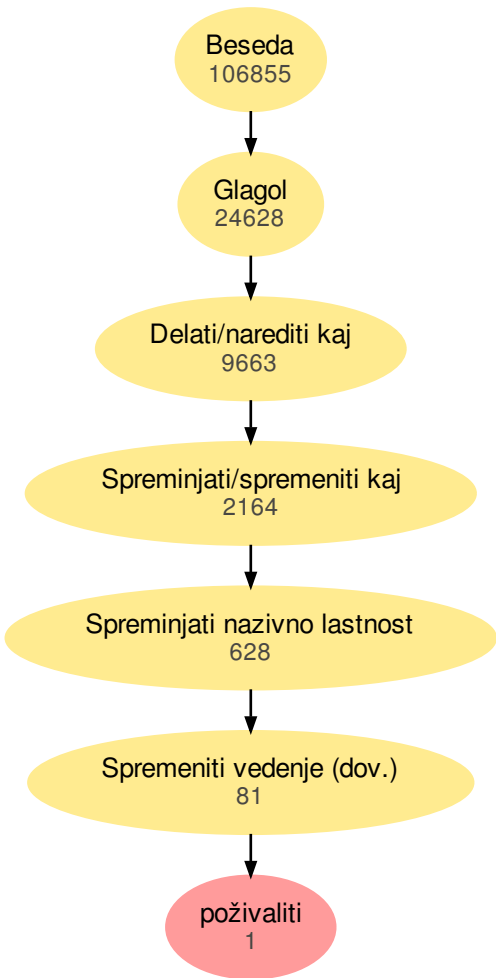 Beseda
106855
Glagol
24628
Delati/narediti kaj
9663
Spreminjati/spremeniti kaj
2164
Spreminjati nazivno lastnost
628
Spremeniti vedenje (dov.)
81
poživaliti
1